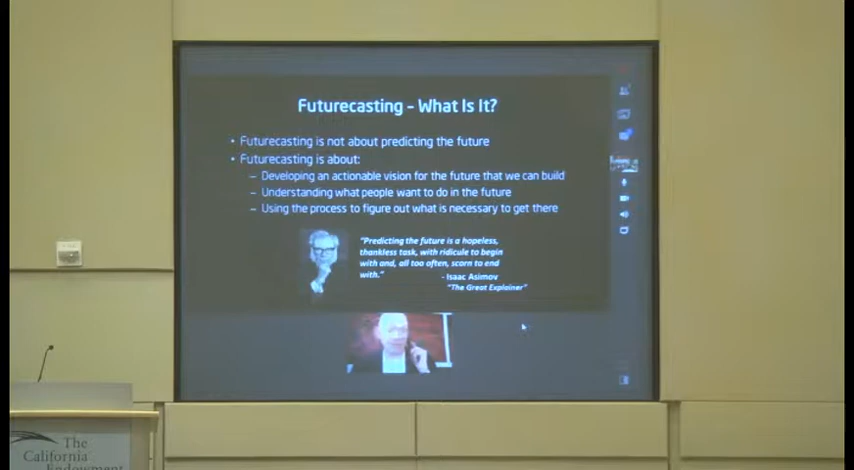 Futurecasting – What Is It?
• Futurecasting is not about predicting the future
• Futurecasting is about:
– Developing an actionable vision for the future that we can build
– Understanding what people want to do in the future
– Using the process to figure out what is necessary to get there
"Predicting the future is a hopeless,
thankless task, with ridicule to begin
with and, all too often, scorn to end
with."
- Isaac Asimov
"The Great Explainer"
The
California
Endowment